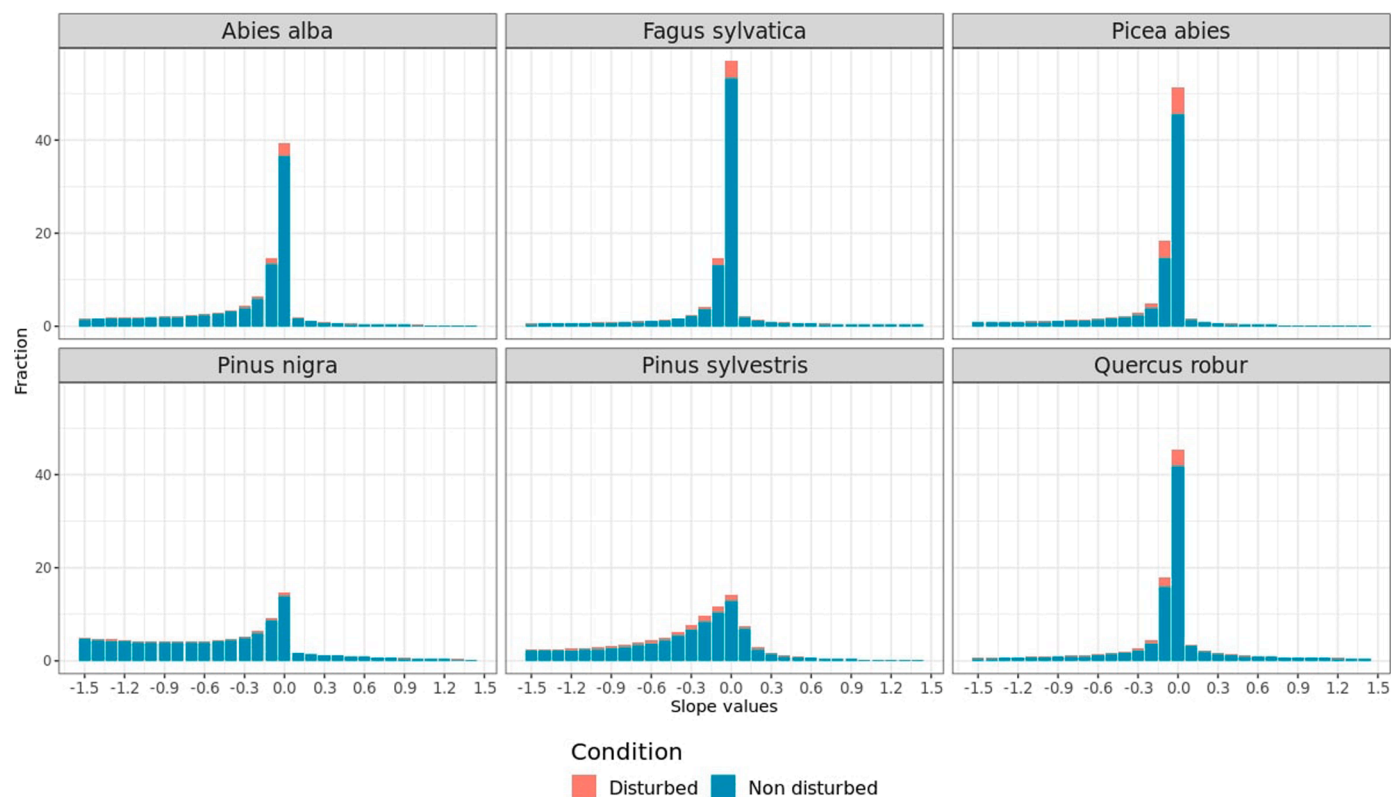 Abies alba Fagus sylvatica Picea abies
40
20
0
Pinus nigra Pinus sylvestris Quercus robur
40
20
0
Fraction
-1.5 -1.2 -0.9 -0.6 -0.3 0.0 0.3 0.6 0.9 1.2 1.5 -1.5 -1.2 -0.9 -0.6 -0.3 0.0 0.3 0.6 0.9 1.2 1.5 -1.5 -1.2 -0.9 -0.6 -0.3 0.0 0.3 0.6 0.9 1.2 1.5
Slope values
Condition
Disturbed Non disturbed